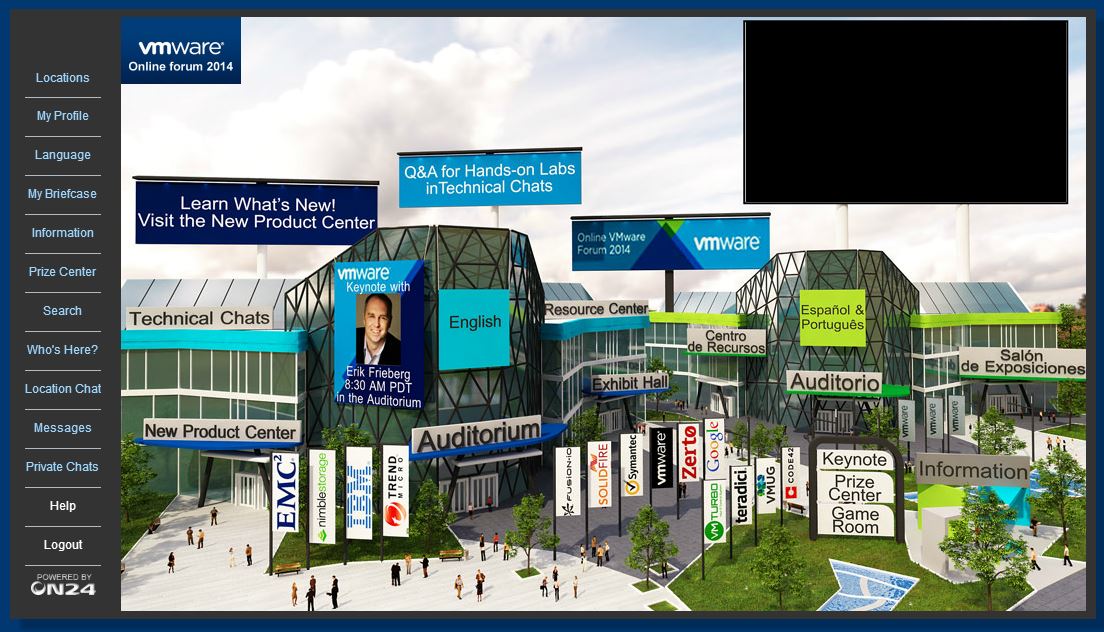 Locations
My Profile
Language
My Briefcase
Information
Prize Center
Search
Who's Here?
Location Chat
Messages
Private Chats
Help
Logout
POWERED BY
ON24
vmware®
Online forum 2014
Learn What's New!
Visit the New Product Center
Q&A for Hands-on Labs
inTechnical Chats
Online VMware
Forum 2014
vmware
Technical Chats
vmware
Keynote with
Erik Frieberg
8:30 AM PDT
in the Auditorium
English
Resource Center
Centro
de Recursos
Español &
Português
Salón
de Exposiciones
Exhibit Hall
Auditorio
New Product Center
Auditorium
EMC²
nimblestorage
IBM
TREND
MICRO
FUSION-iO
SOLIDFIRE
Symantec
vmware
Zerto
Google
VMTURBO
teradici
VMUG
CODE42
vmware
vmware
vmware
Keynote
Prize
Center
Game
Room
Information